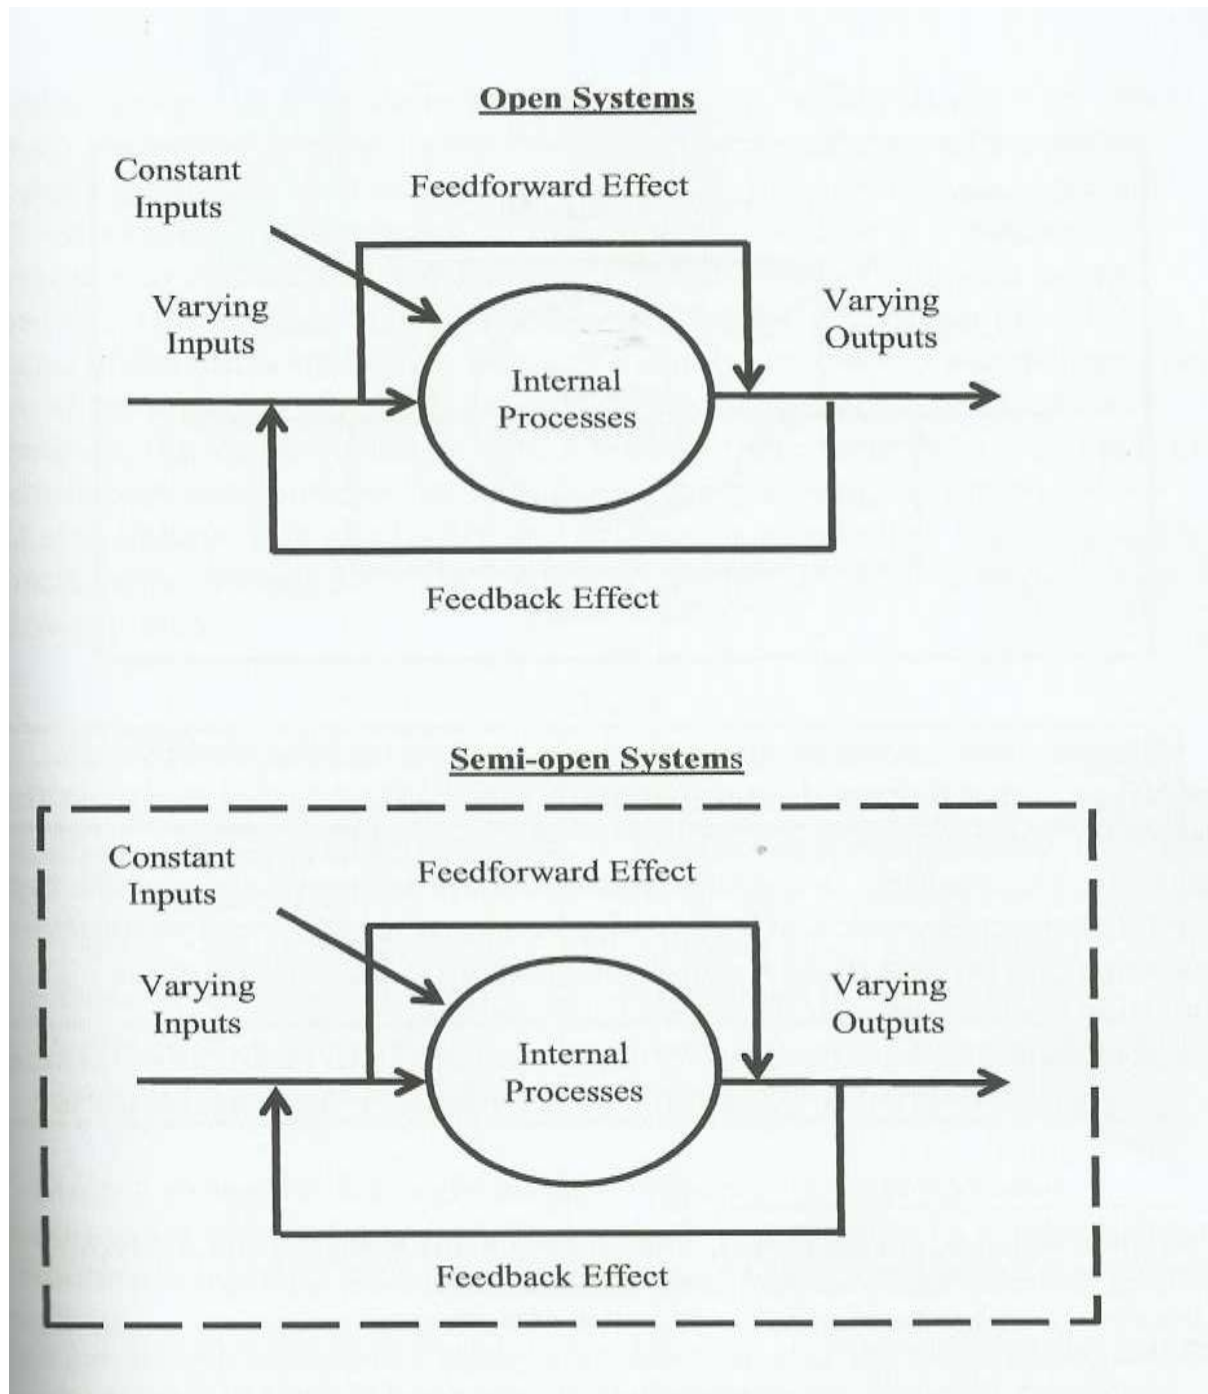 Open Systems
Constant
Inputs
Feedforward Effect
Varying
Inputs
Varying
Outputs
Internal
Processes
Feedback Effect
Semi-open Systems
Constant
Inputs
Feedforward Effect
Varying
Inputs
Varying
Outputs
Internal
Processes
Feedback Effect